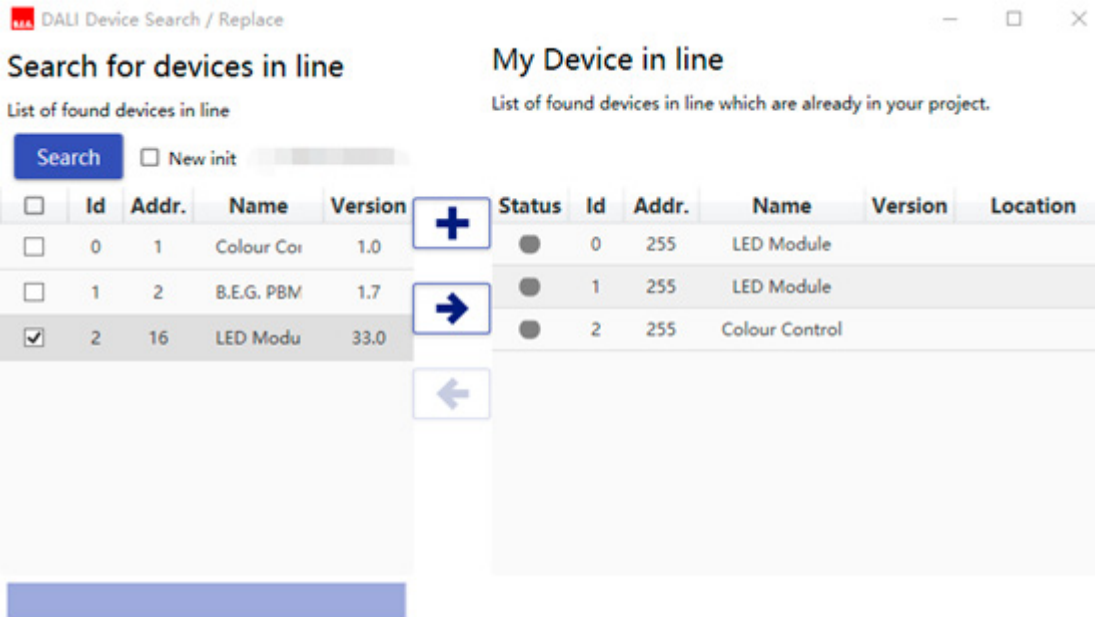 B.E.G. DALI Device Search / Replace
Search for devices in line
List of found devices in line
Search New init
Id Addr. Name Version
0 1 Colour Cor 1.0
1 2 B.E.G. PBM 1.7
2 16 LED Modu 33.0
My Device in line
List of found devices in line which are already in your project.
Status Id Addr. Name Version Location
0 255 LED Module
1 255 LED Module
2 255 Colour Control